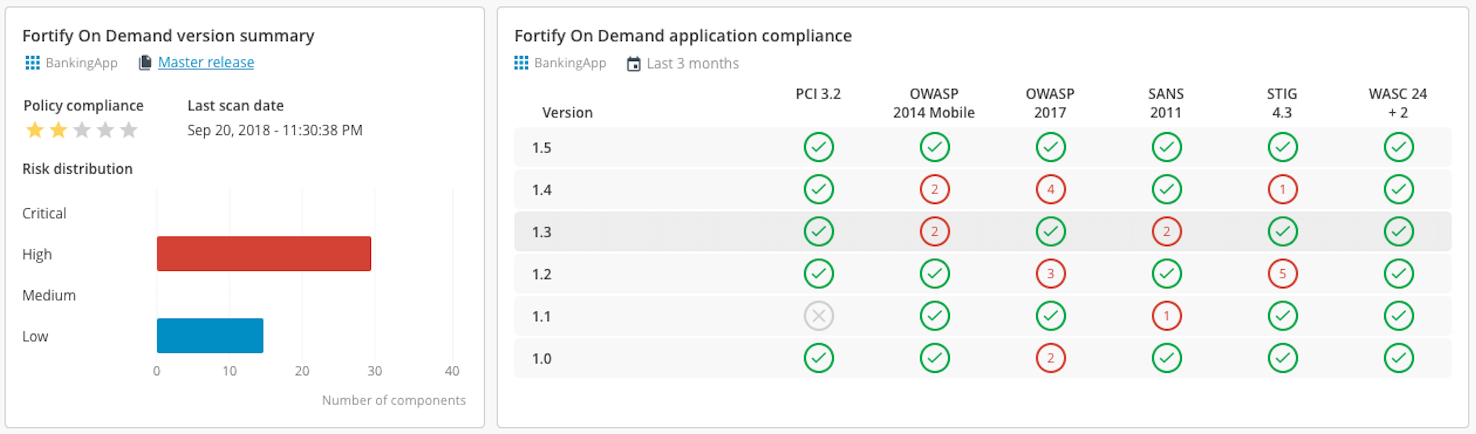 Fortify On Demand version summary
BankingApp Master release
Policy compliance Last scan date
Sep 20, 2018 - 11:30:38 PM
Risk distribution
Critical
High
Medium
Low
0 10 20 30 40
Number of components
Fortify On Demand application compliance
BankingApp Last 3 months
PCI 3.2 OWASP OWASP SANS STIG WASC 24
Version 2014 Mobile 2017 2011 4.3 + 2
1.5
1.4 2 4 1
1.3 2 2
1.2 3 5
1.1 1
1.0 2